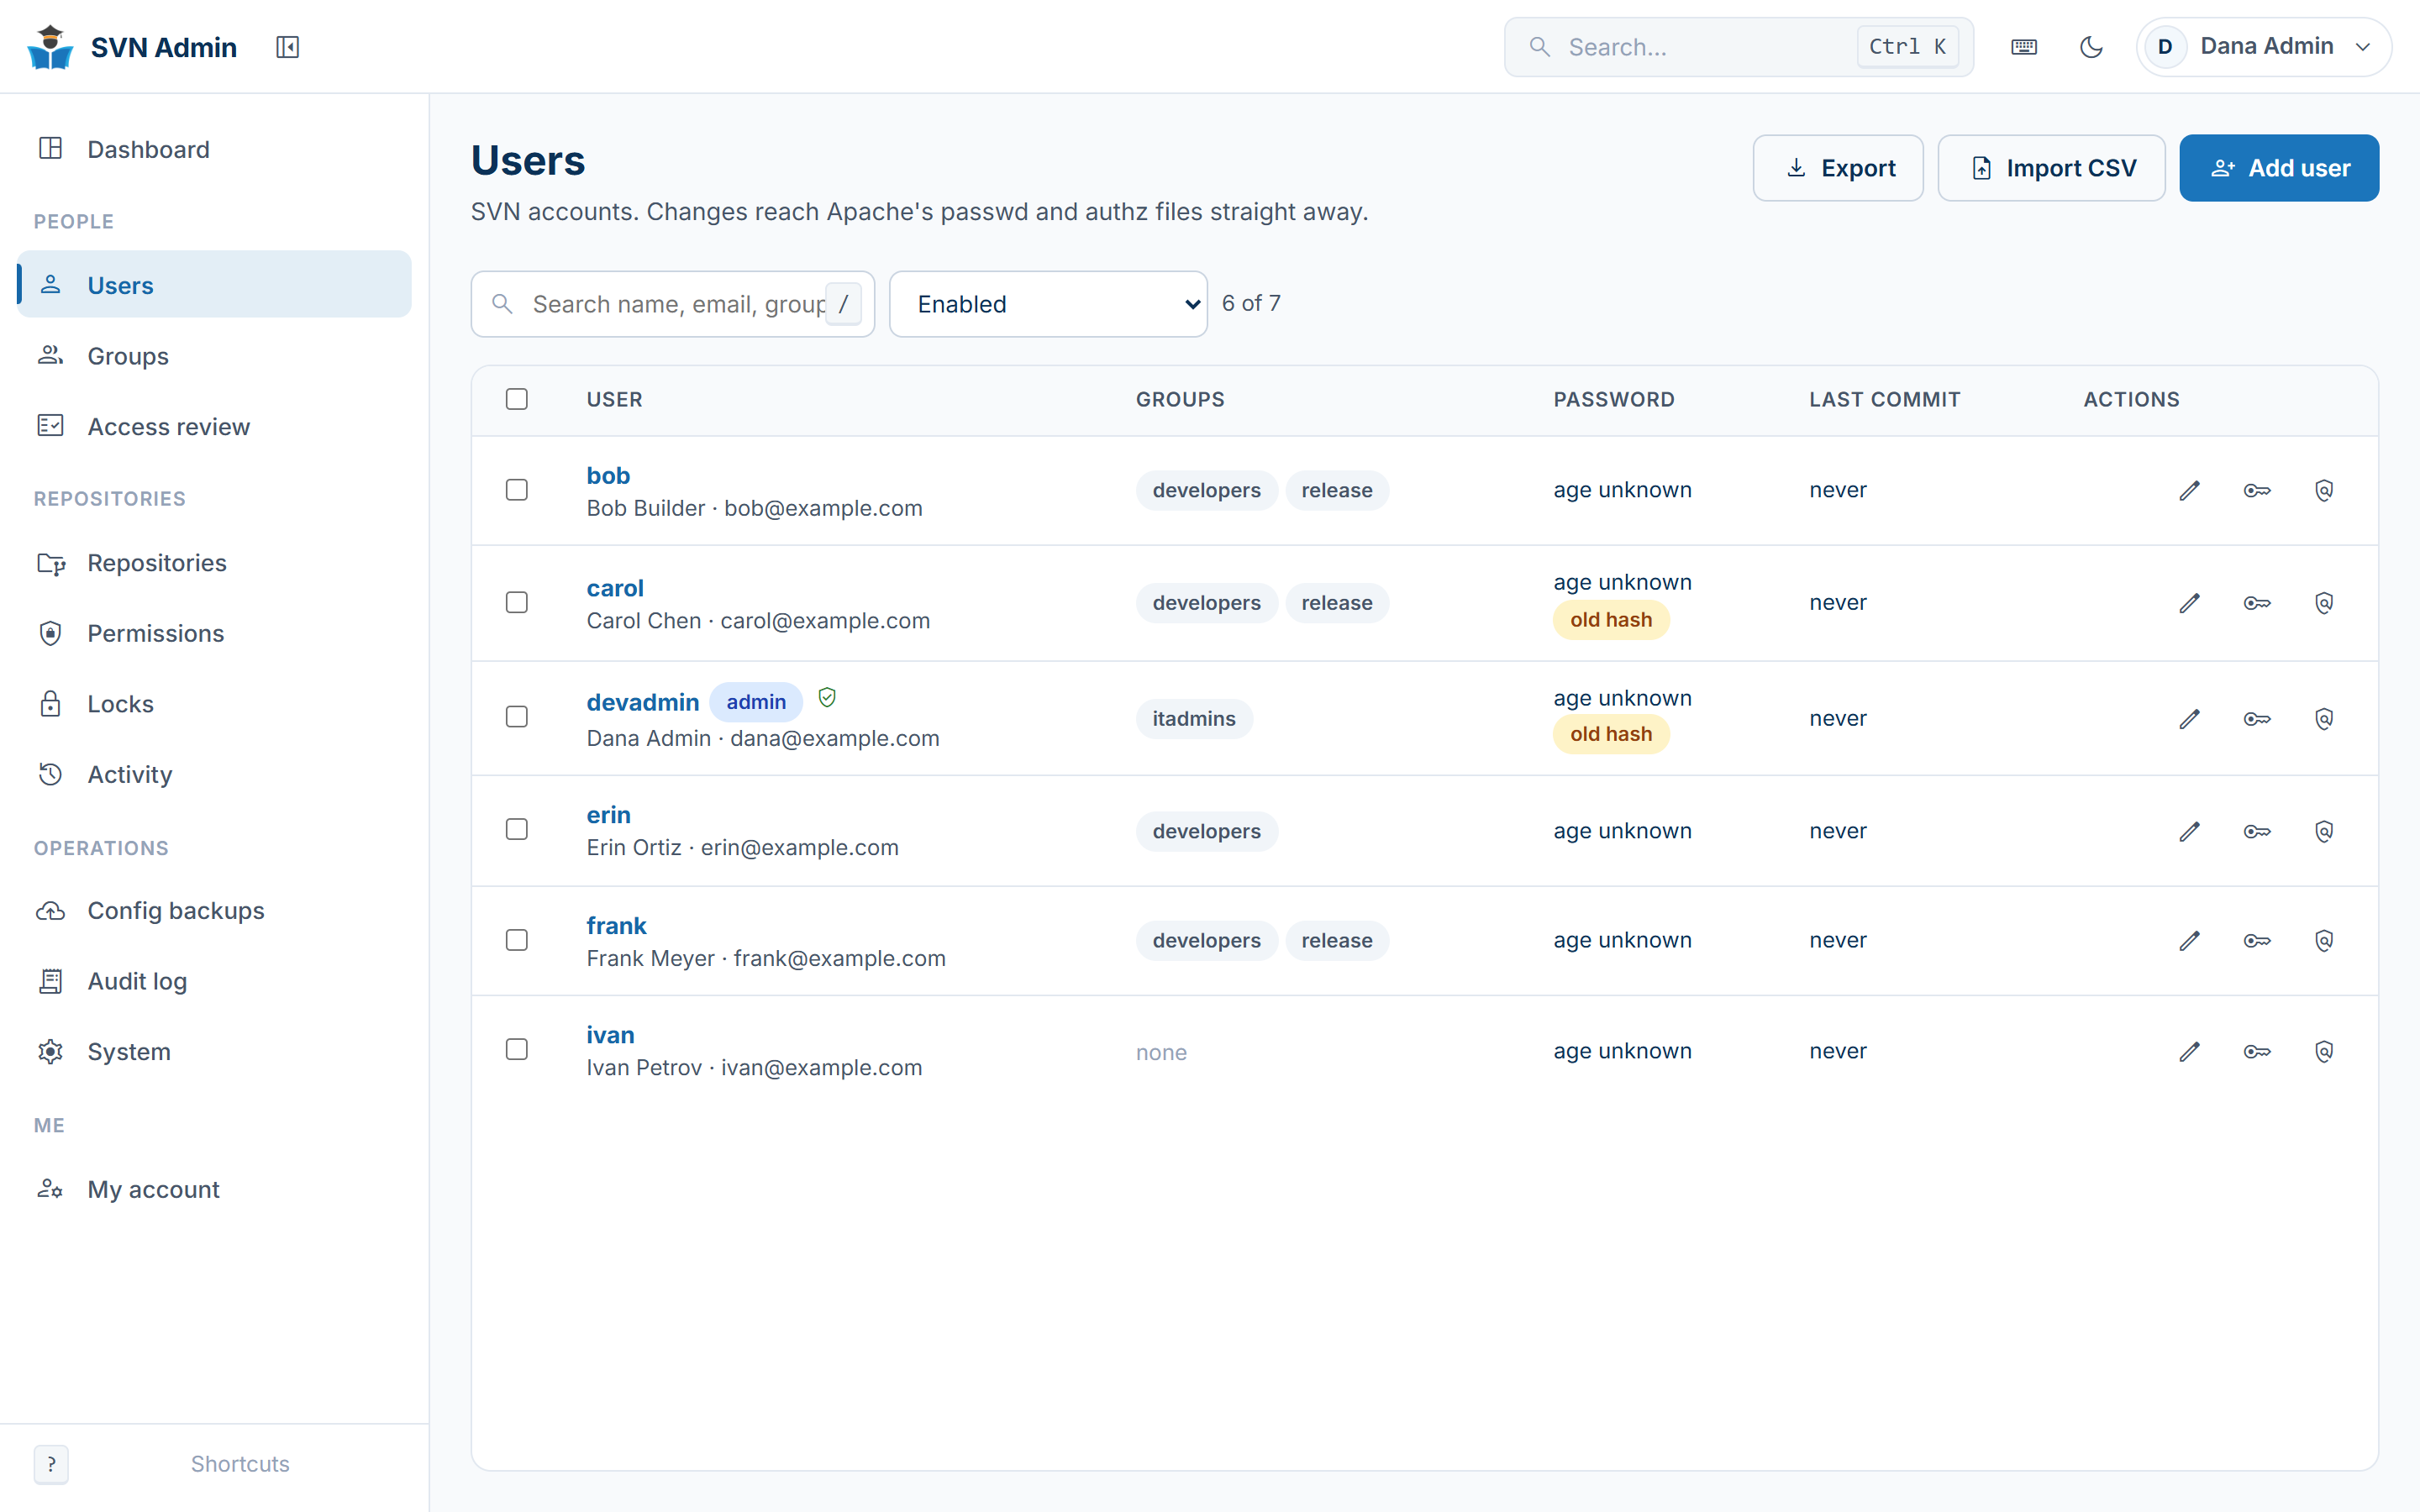 SVN Admin
Search...
Ctrl K
D
Dana Admin
Dashboard
PEOPLE
Users
Groups
Access review
REPOSITORIES
Repositories
Permissions
Locks
Activity
OPERATIONS
Config backups
Audit log
System
ME
My account
?
Shortcuts
Users
SVN accounts. Changes reach Apache's passwd and authz files straight away.
Export
Import CSV
Add user
Search name, email, group
/
Enabled
6 of 7
USER GROUPS PASSWORD LAST COMMIT ACTIONS
bob
Bob Builder · bob@example.com
developers release
age unknown
never
carol
Carol Chen · carol@example.com
developers release
age unknown
old hash
never
devadmin admin
Dana Admin · dana@example.com
itadmins
age unknown
old hash
never
erin
Erin Ortiz · erin@example.com
developers
age unknown
never
frank
Frank Meyer · frank@example.com
developers release
age unknown
never
ivan
Ivan Petrov · ivan@example.com
none
age unknown
never